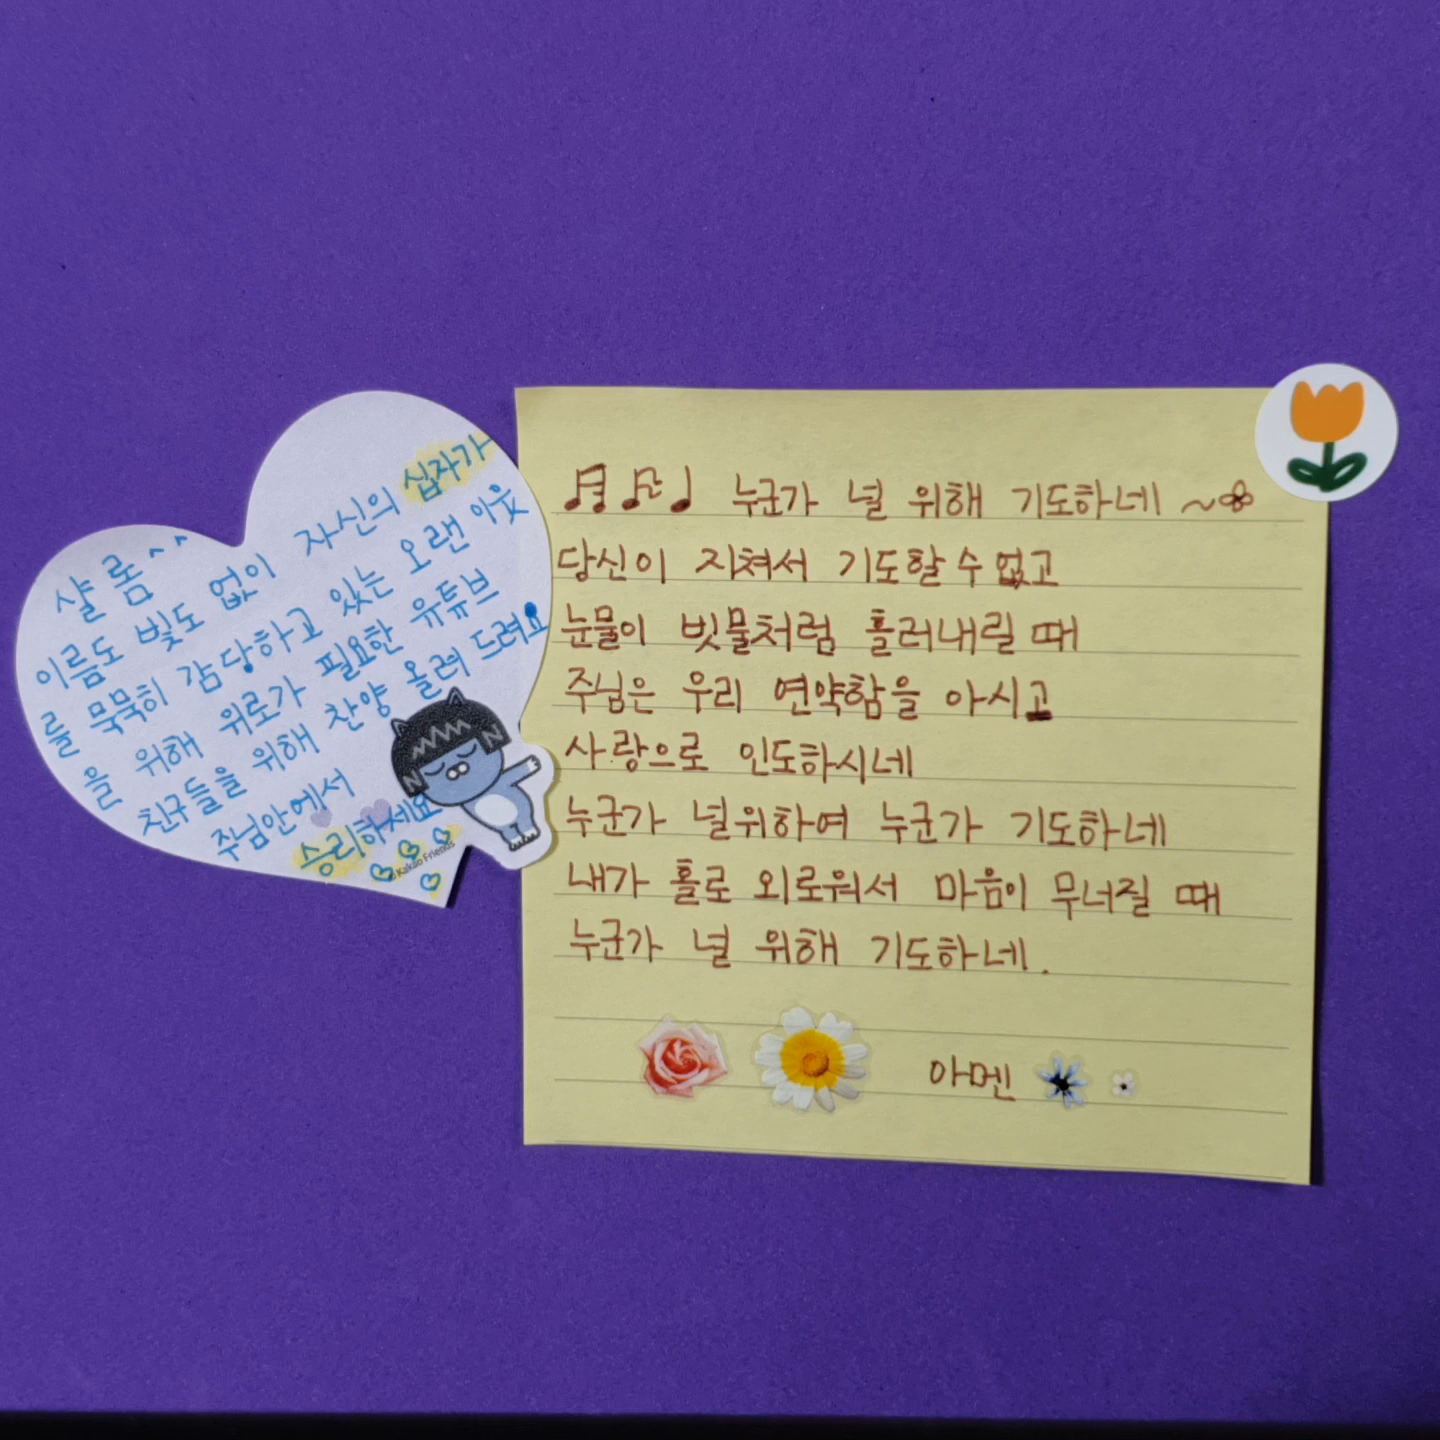 샬롬^^
이름도 빛도 없이 자신의 십자가
를 묵묵히 감당하고 있는 오랜 이웃
을 위해 위로가 필요한 유튜브
친구들을 위해 찬양 올려 드려요
주님안에서
승리하세요
©Kakao Friends
누군가 널 위해 기도하네~
당신이 지쳐서 기도할 수 없고
눈물이 빗물처럼 흘러내릴 때
주님은 우리 연약함을 아시고
사랑으로 인도하시네
누군가 널위하여 누군가 기도하네
내가 홀로 외로워서 마음이 무너질 때
누군가 널 위해 기도하네.
아멘